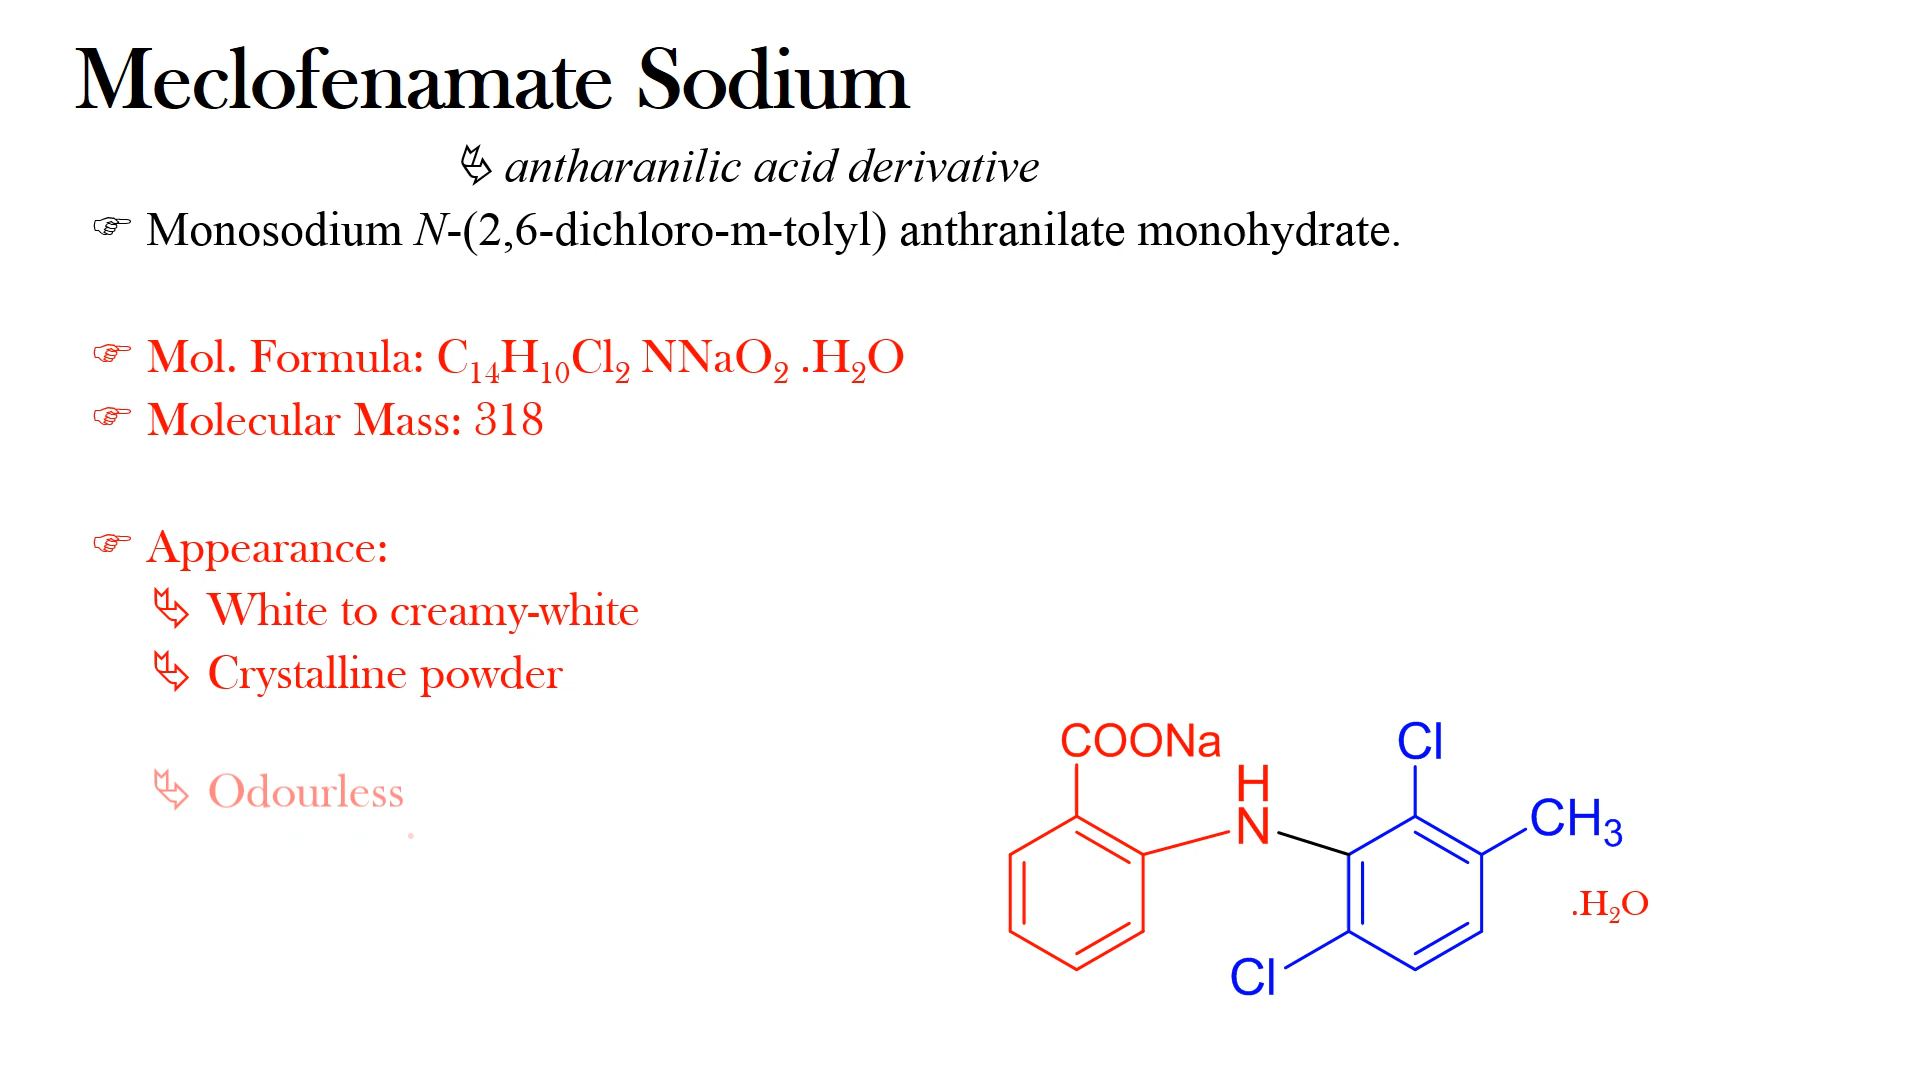 Meclofenamate Sodium
antharanilic acid derivative
Monosodium N-(2,6-dichloro-m-tolyl) anthranilate monohydrate.
Mol. Formula: C₁₄H₁₀Cl₂ NNaO₂ .H₂O
Molecular Mass: 318
Appearance:
White to creamy-white
Crystalline powder
Odourless
COONa
Cl
H
N
CH₃
.H₂O
Cl